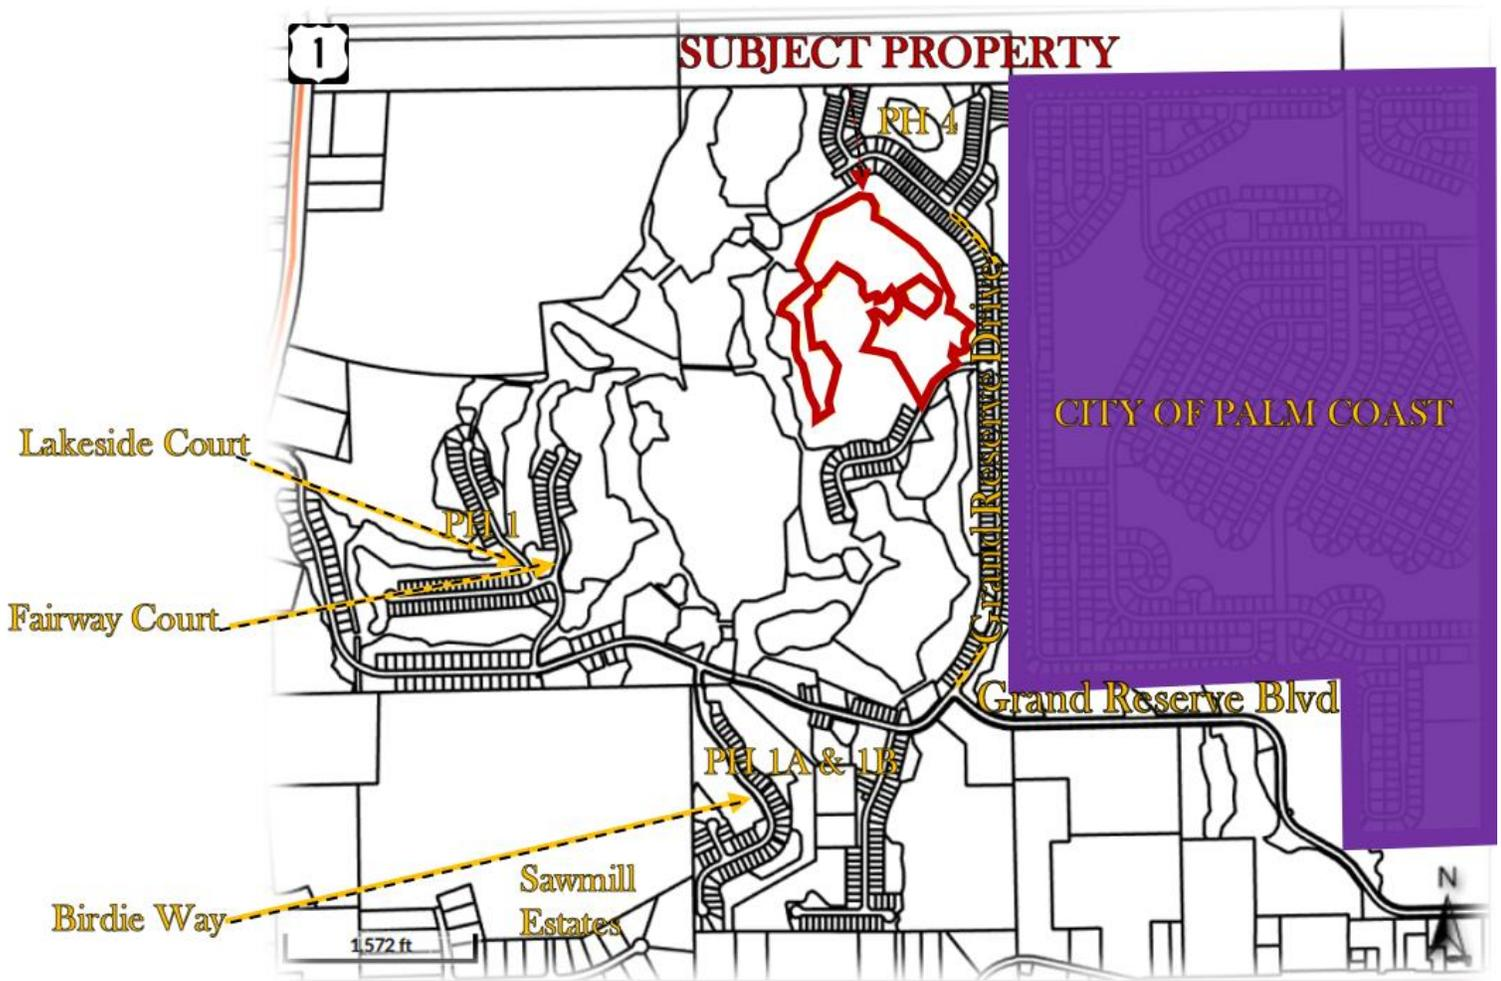 1
SUBJECT PROPERTY
PH 4
Grand Reserve Drive
CITY OF PALM COAST
Lakeside Court
PH 1
Fairway Court
Grand Reserve Blvd
PH 1A & 1B
Sawmill
Estates
Birdie Way
N
1,572 ft